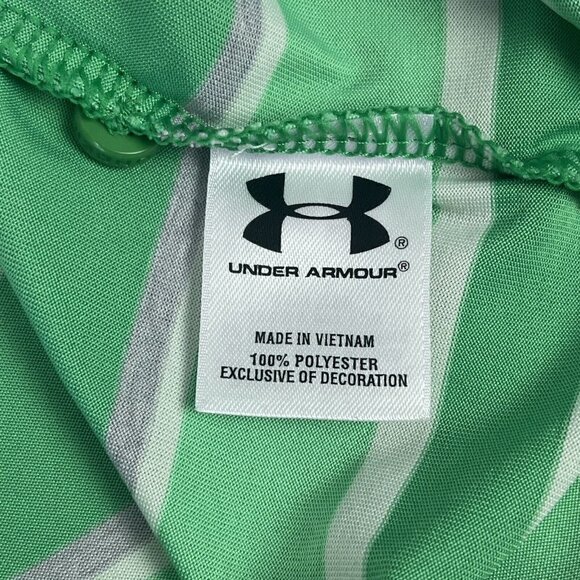 ®
UNDER ARMOUR®
MADE IN VIETNAM
100% POLYESTER
EXCLUSIVE OF DECORATION